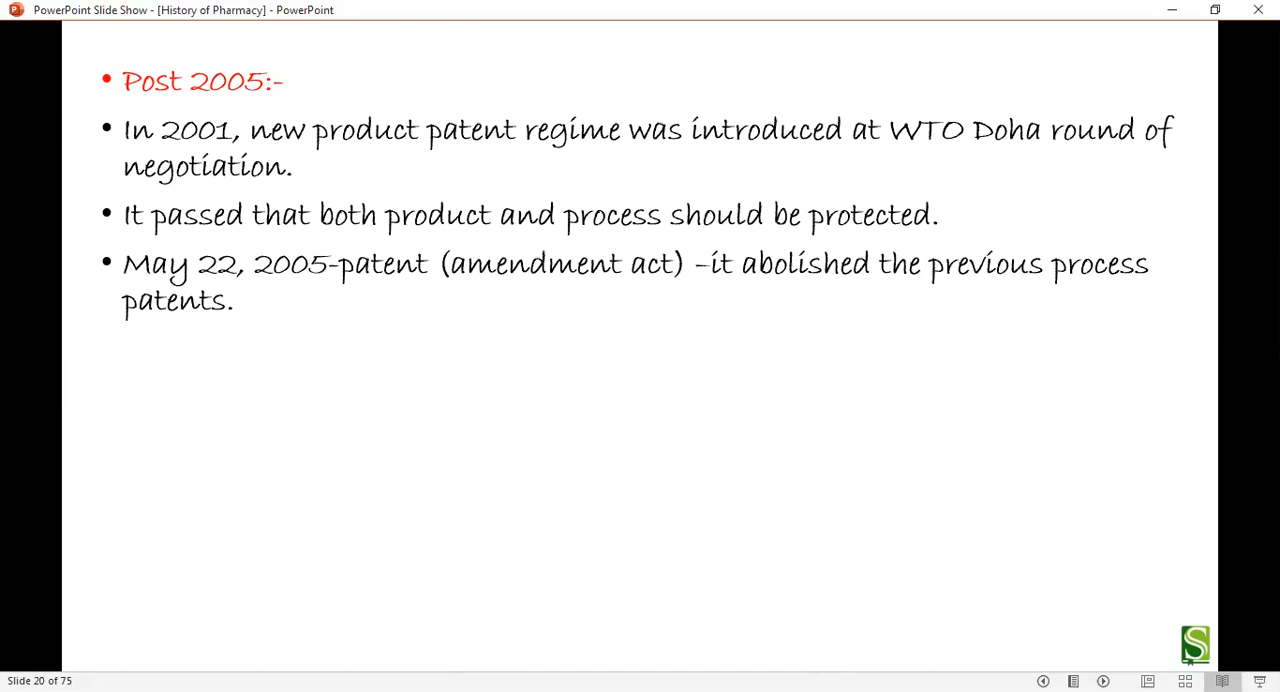 PowerPoint Slide Show - [History of Pharmacy] - PowerPoint
• Post 2005:-
• In 2001, new product patent regime was introduced at WTO Doha round of
negotiation.
• It passed that both product and process should be protected.
• May 22, 2005-patent (amendment act) –it abolished the previous process
patents.
S
Slide 20 of 75